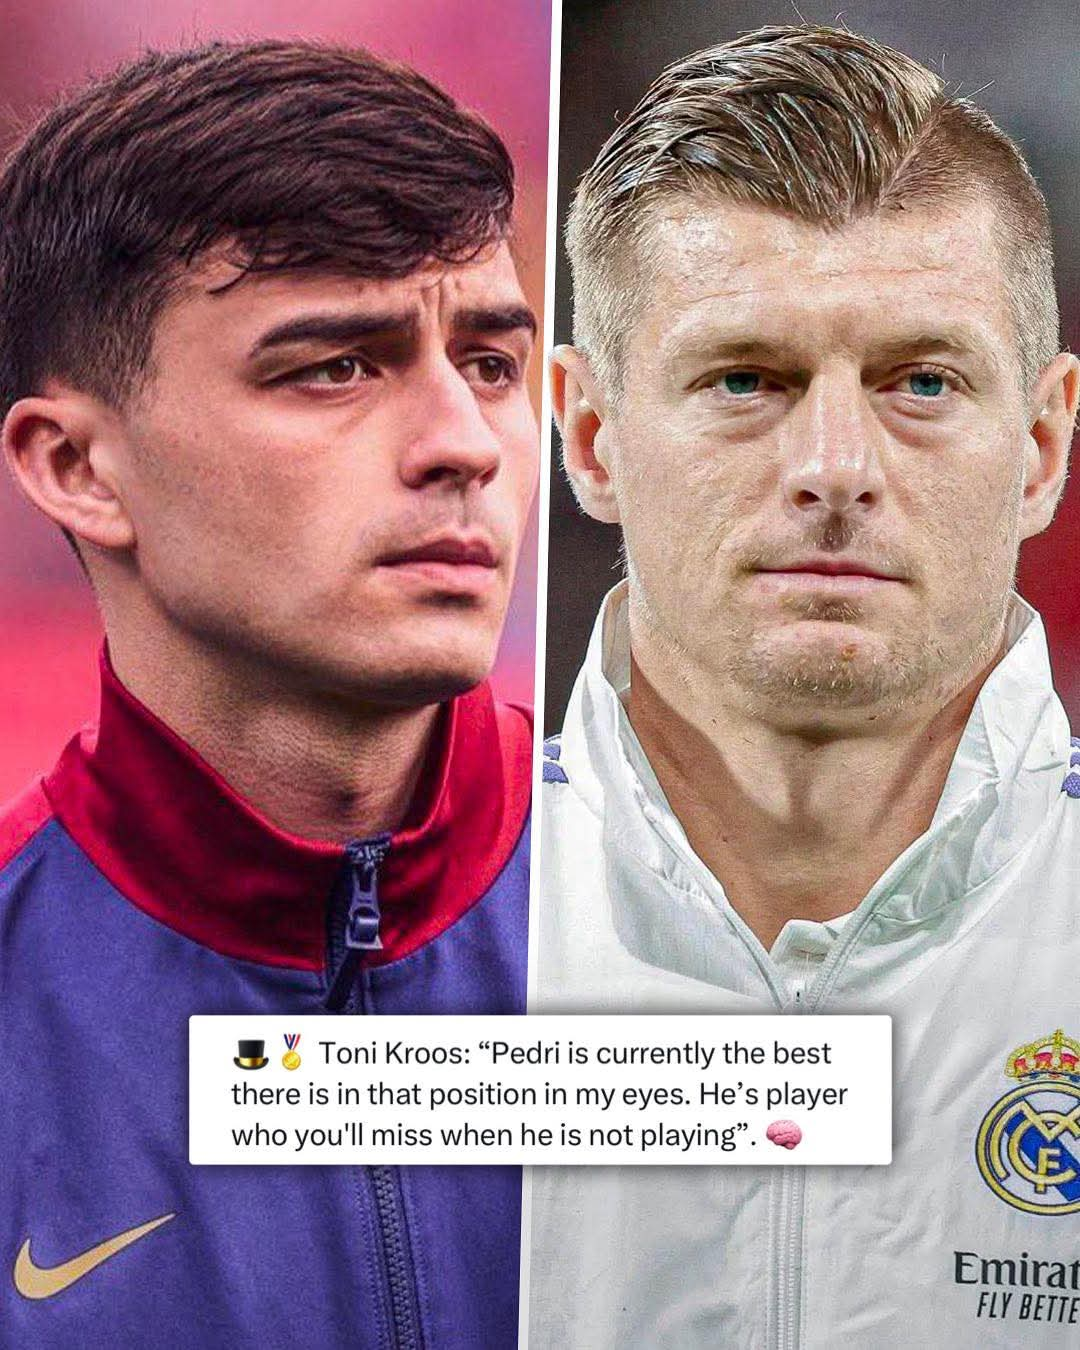 🎩🏅 Toni Kroos: “Pedri is currently the best
there is in that position in my eyes. He’s player
who you'll miss when he is not playing”. 🧠
Emirat
FLY BETTE